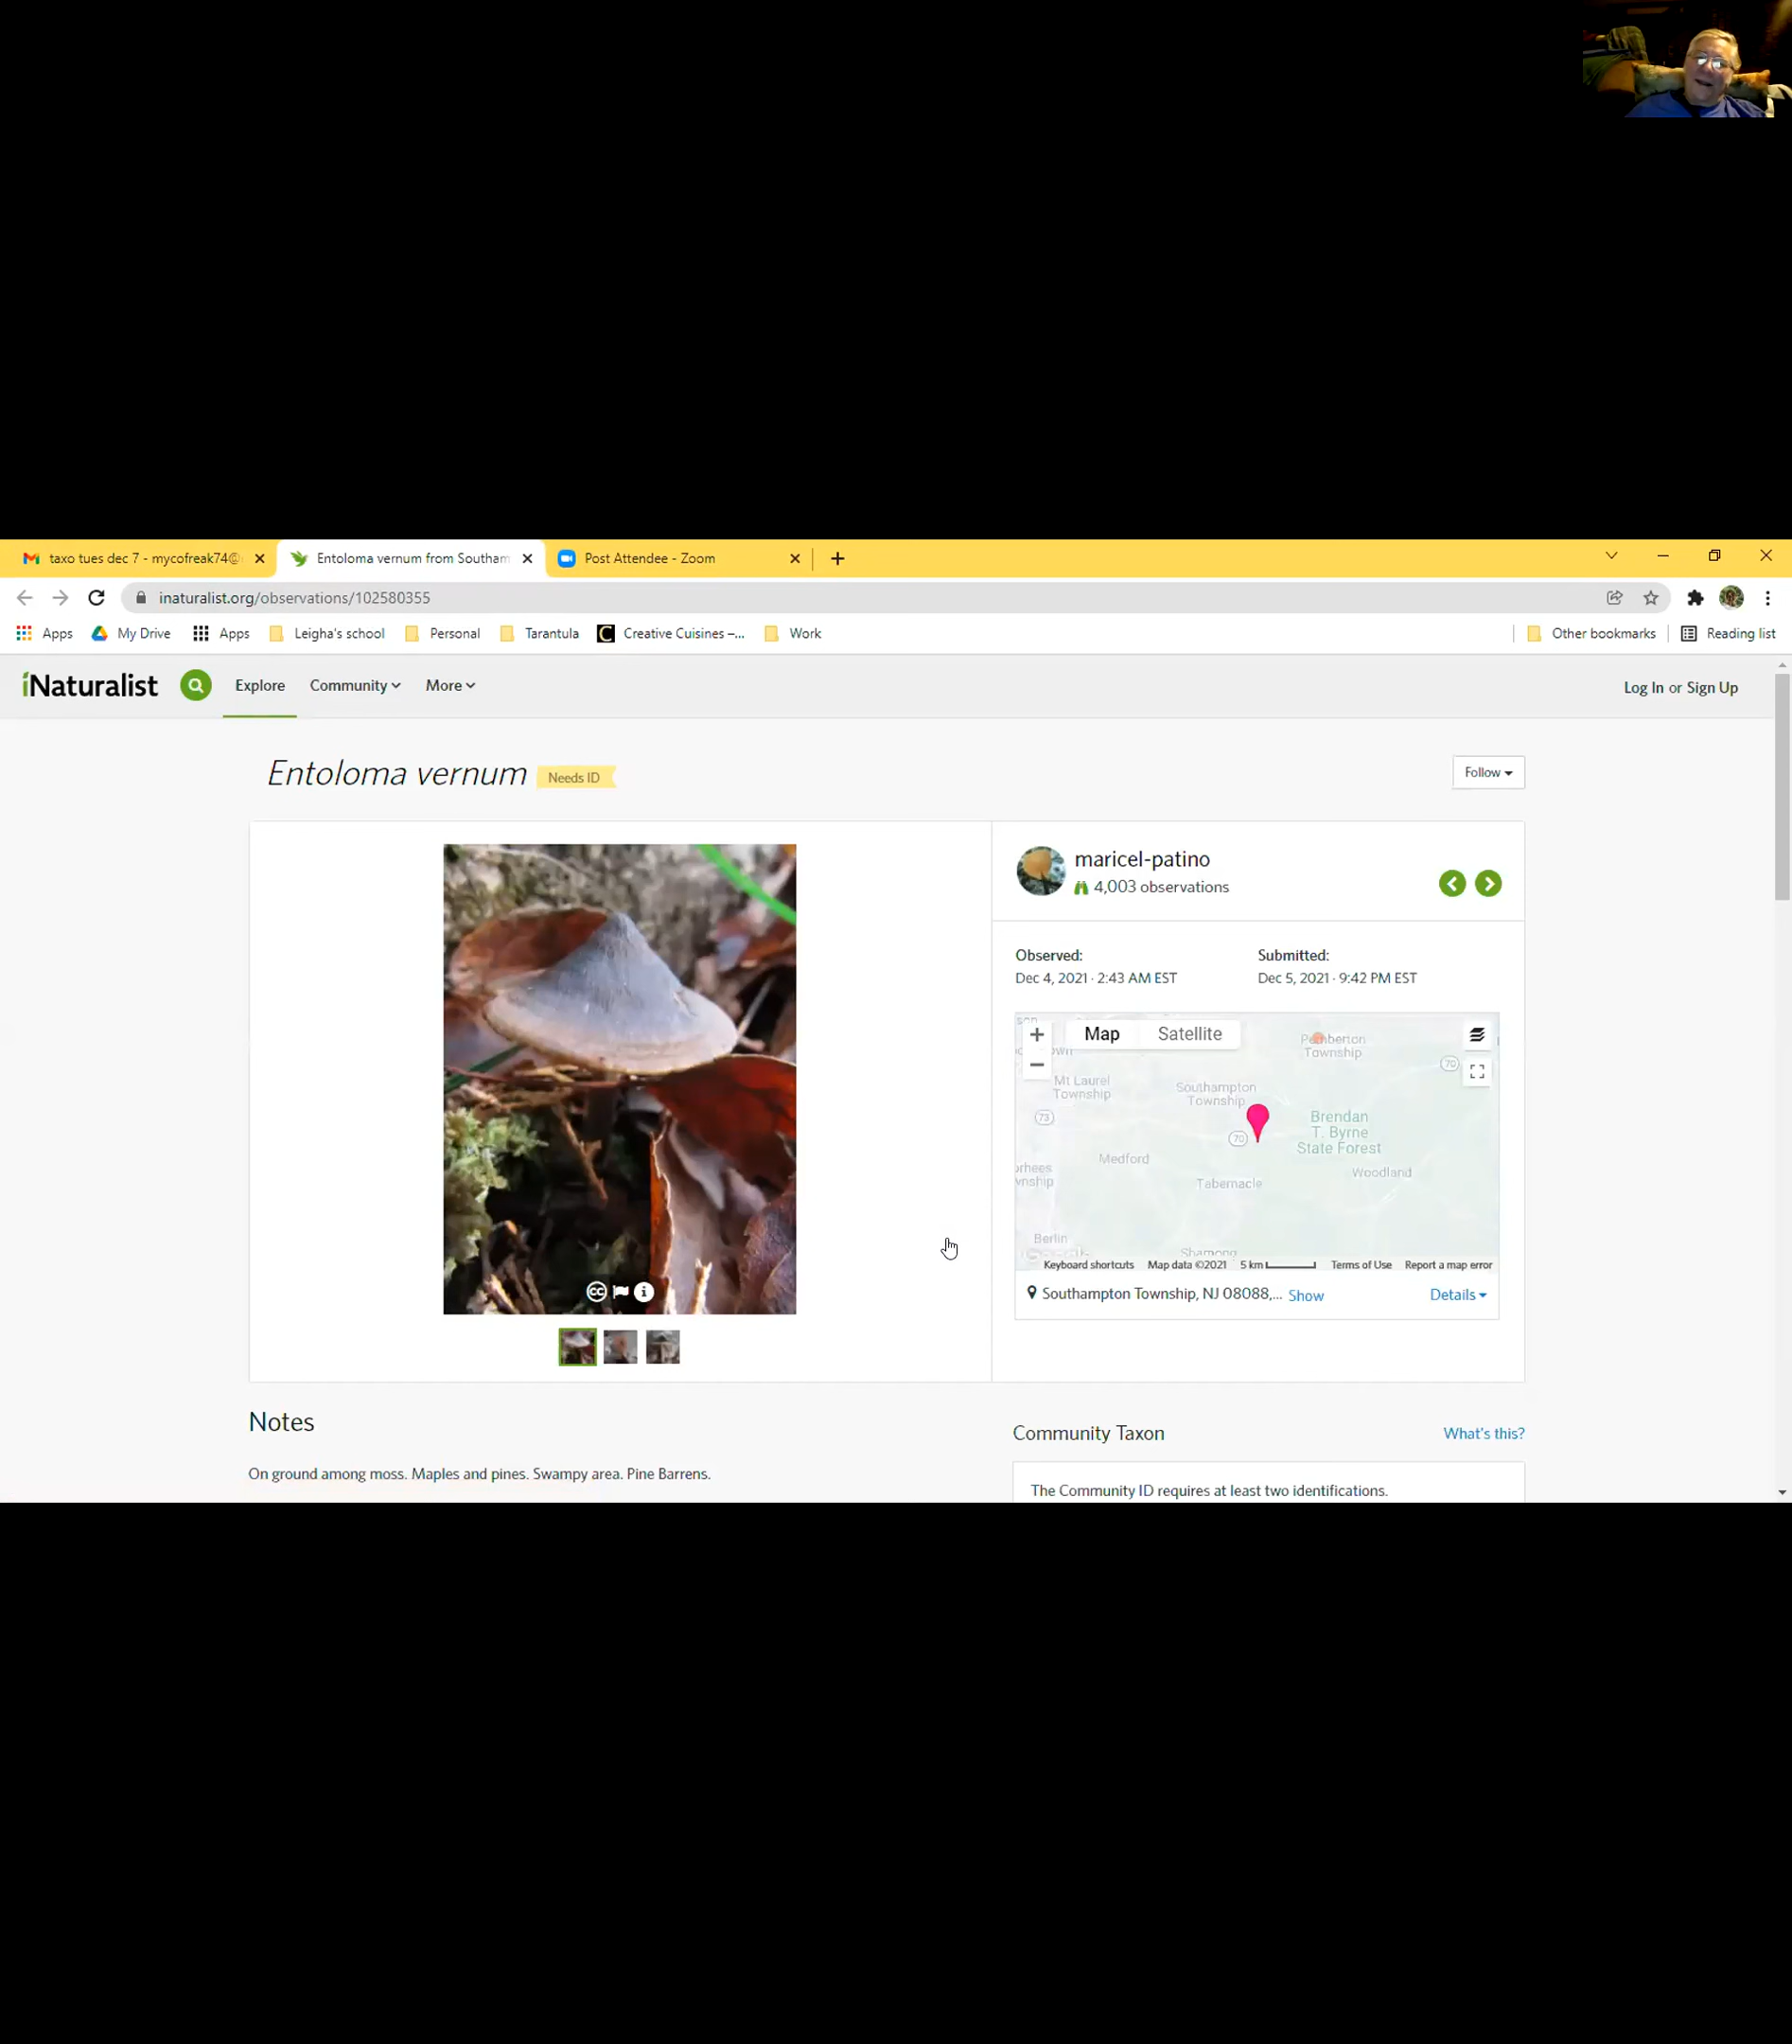 taxo tues dec 7 - mycofreak74@
Entoloma vernum from Southam
Post Attendee - Zoom
inaturalist.org/observations/102580355
Apps
My Drive
Apps
Leigha's school
Personal
Tarantula
Creative Cuisines –...
Work
Other bookmarks
Reading list
iNaturalist
Explore
Community
More
Log In or Sign Up
Entoloma vernum
Needs ID
Follow
maricel-patino
4,003 observations
Observed:
Dec 4, 2021 · 2:43 AM EST
Submitted:
Dec 5, 2021 · 9:42 PM EST
Map
Satellite
Pemberton
Township
70
Mt Laurel
Township
Southampton
Township
73
70
Brendan
T. Byrne
State Forest
Medford
Woodland
Tabernacle
Berlin
Shamong
Keyboard shortcuts
Map data ©2021
5 km
Terms of Use
Report a map error
Southampton Township, NJ 08088,... Show
Details
Notes
On ground among moss. Maples and pines. Swampy area. Pine Barrens.
Community Taxon
What's this?
The Community ID requires at least two identifications.